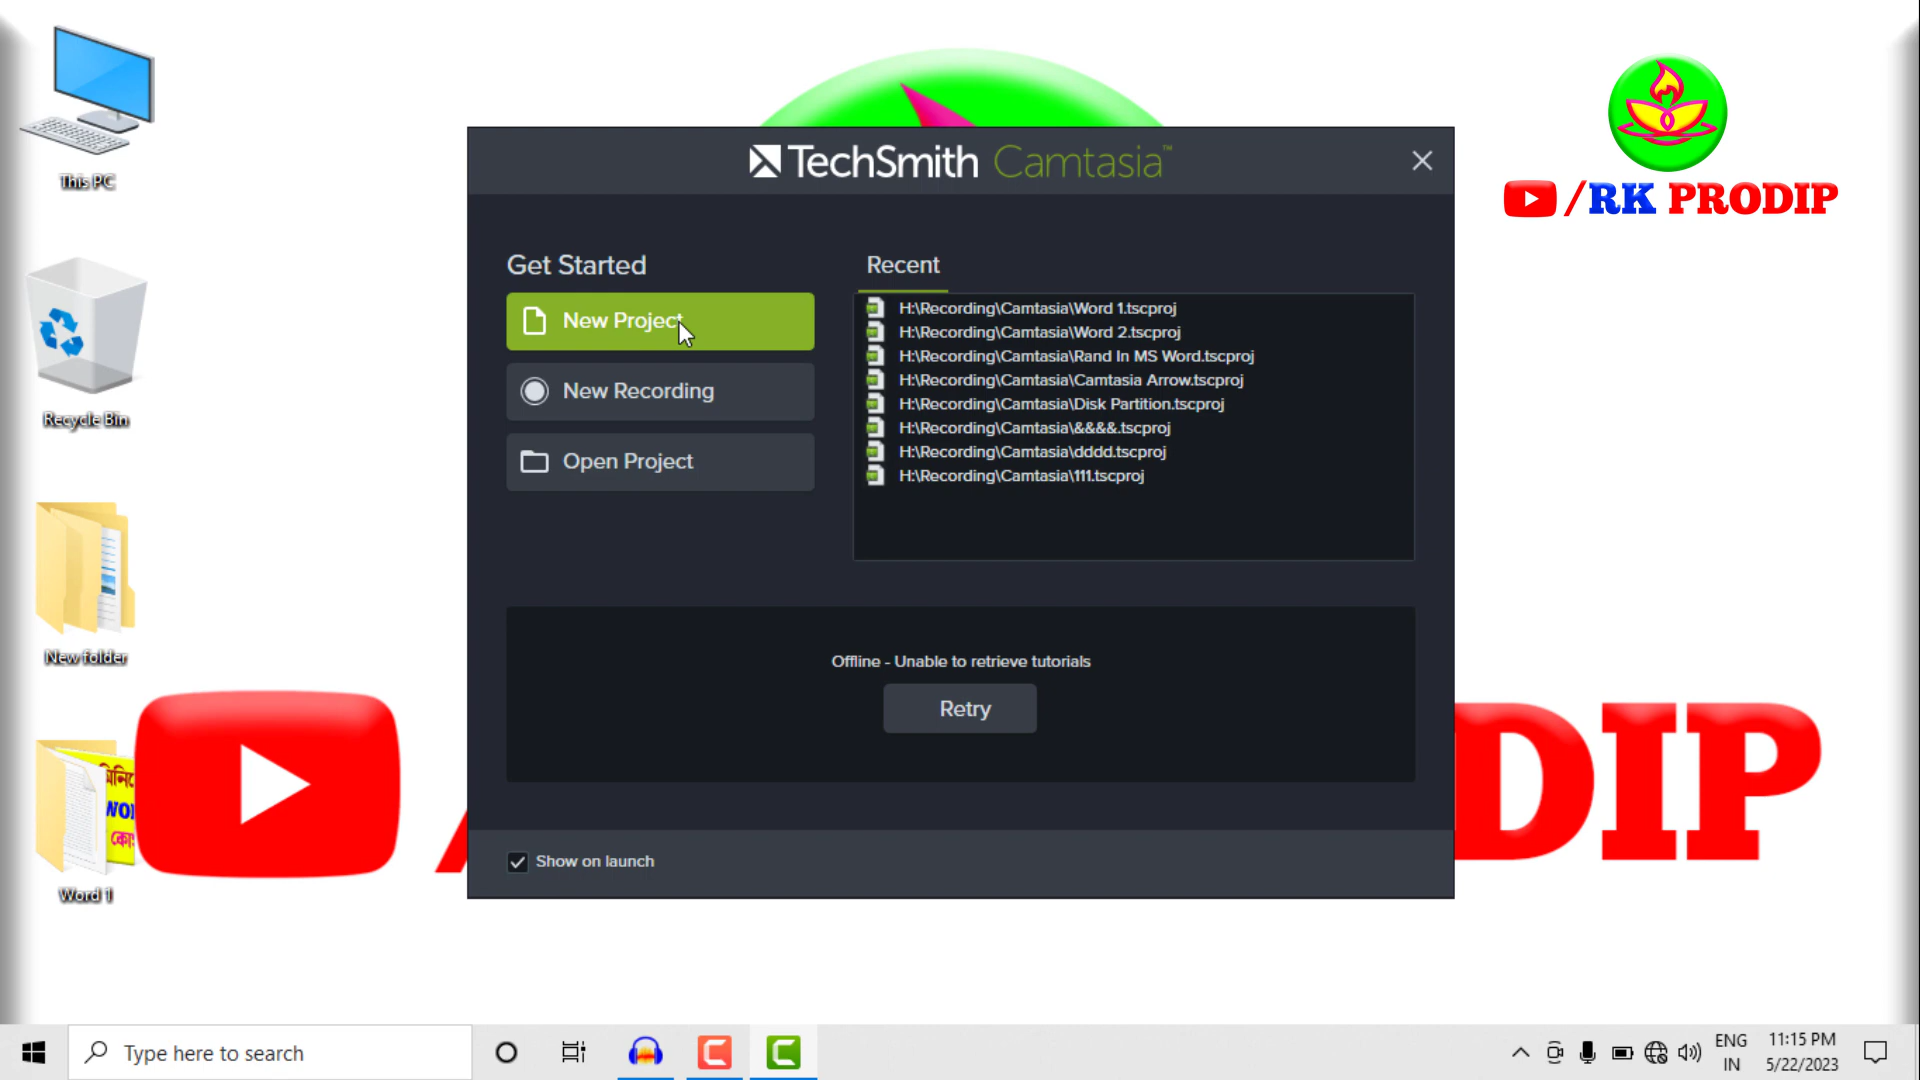 This PC
Recycle Bin
New folder
Word 1
/RK PRODIP
TechSmith Camtasia™
Get Started
New Project
New Recording
Open Project
Recent
H:\Recording\Camtasia\Word 1.tscproj
H:\Recording\Camtasia\Word 2.tscproj
H:\Recording\Camtasia\Rand In MS Word.tscproj
H:\Recording\Camtasia\Camtasia Arrow.tscproj
H:\Recording\Camtasia\Disk Partition.tscproj
H:\Recording\Camtasia\&&&&.tscproj
H:\Recording\Camtasia\dddd.tscproj
H:\Recording\Camtasia\111.tscproj
Offline - Unable to retrieve tutorials
Retry
Show on launch
DIP
Type here to search
ENG
IN
11:15 PM
5/22/2023